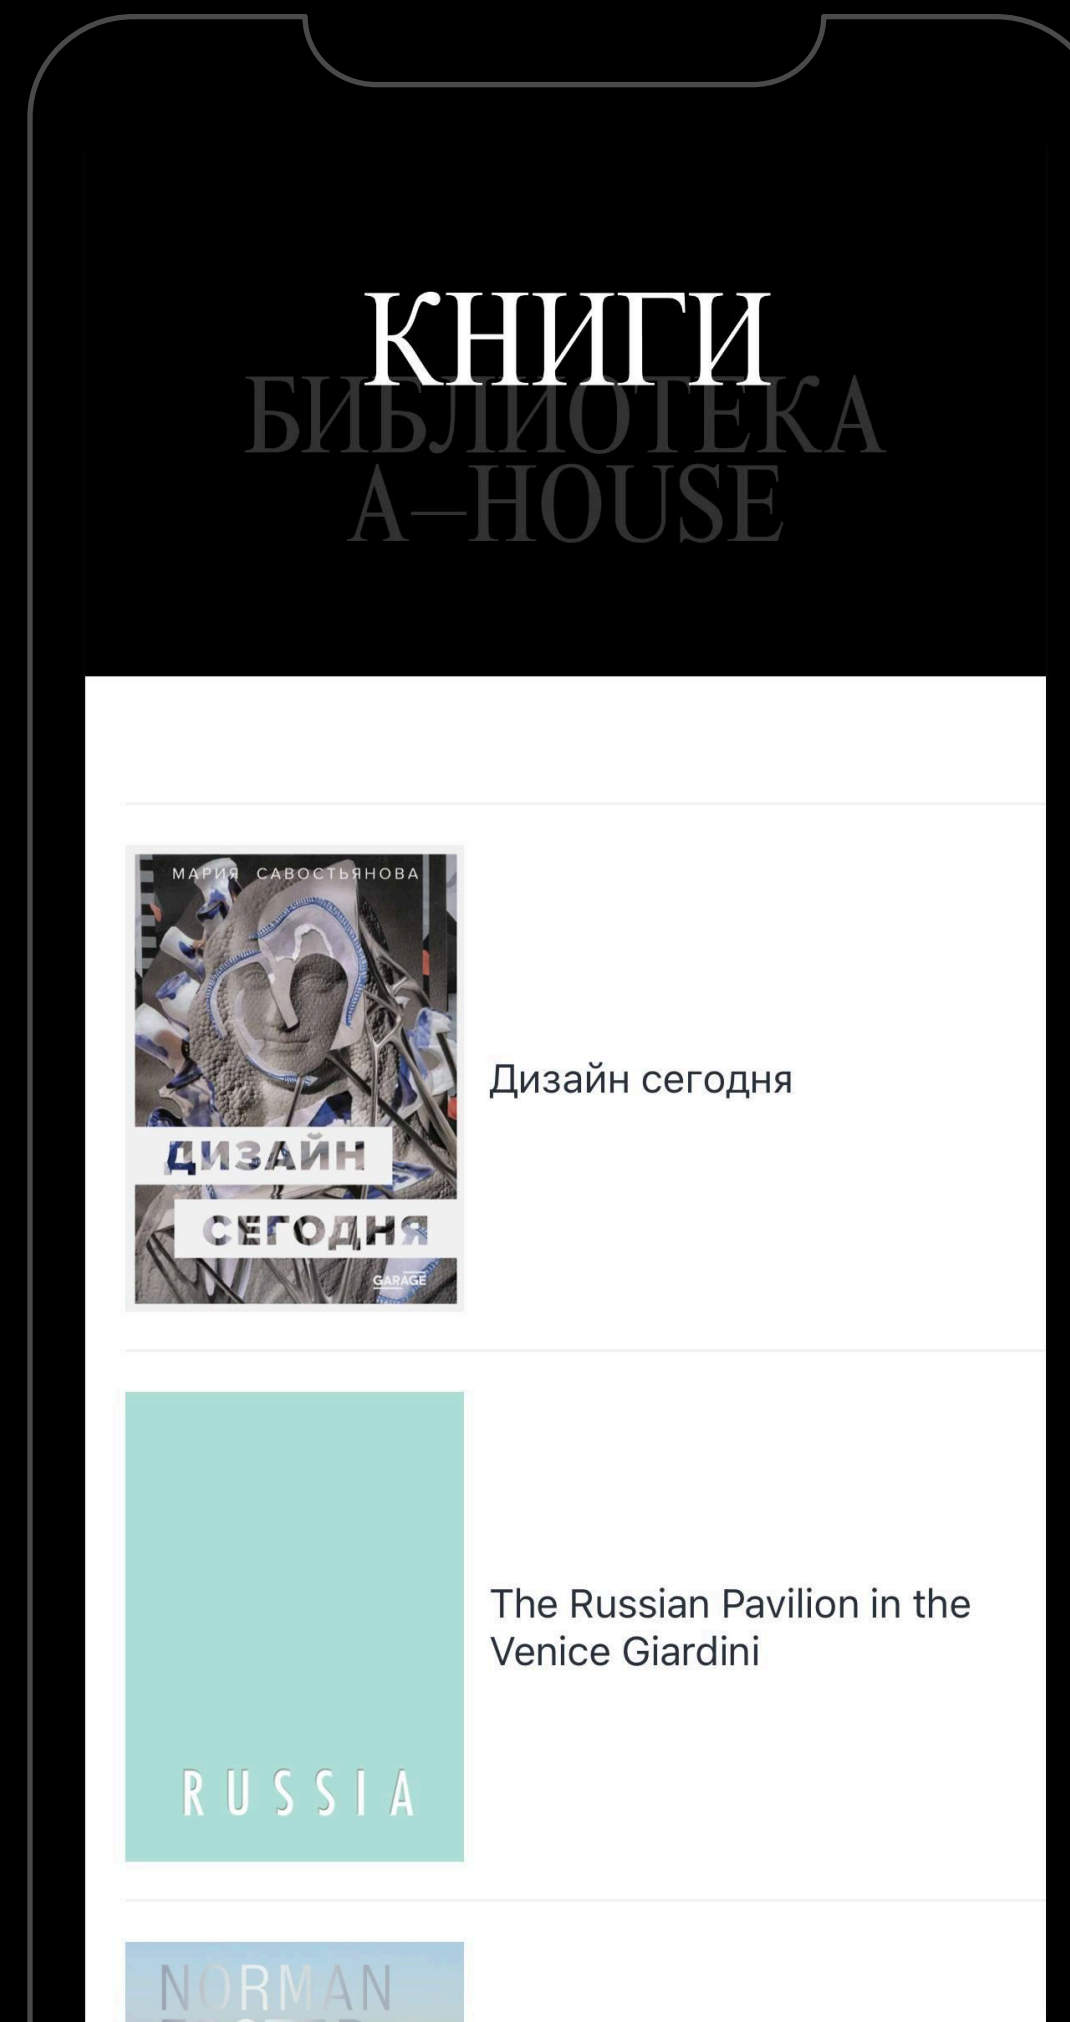 КНИГИ
БИБЛИОТЕКА
A—HOUSE
МАРИЯ САВОСТЬЯНОВА
ДИЗАЙН
СЕГОДНЯ
GARAGE
Дизайн сегодня
RUSSIA
The Russian Pavilion in the
Venice Giardini
NORMAN